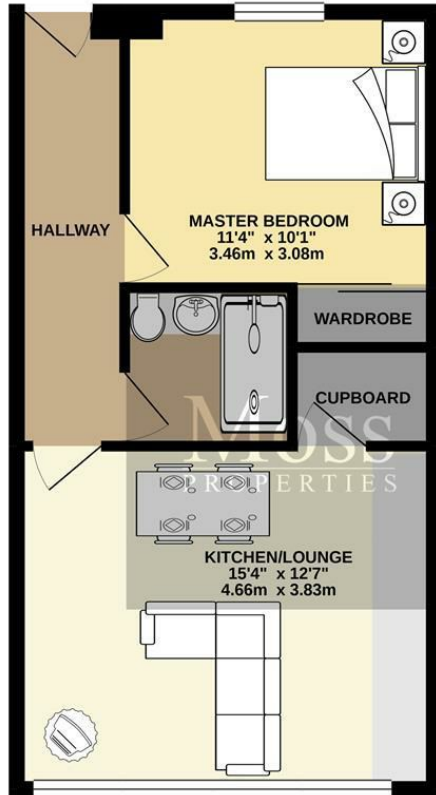 HALLWAY
MASTER BEDROOM
11'4" x 10'1"
3.46m x 3.08m
WARDROBE
CUPBOARD
MOSS
PROPERTIES
KITCHEN/LOUNGE
15'4" x 12'7"
4.66m x 3.83m